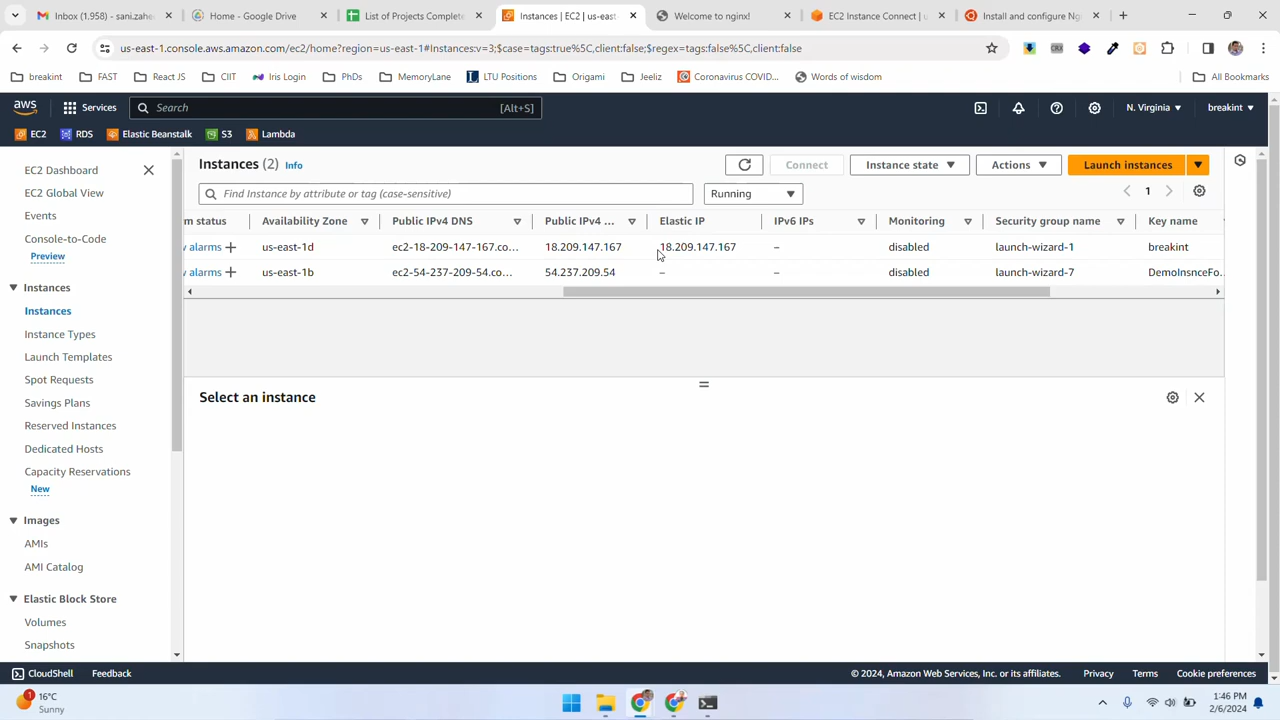 Inbox (1,958) - sani.zahe
Home - Google Drive
List of Projects Complete
Instances | EC2 | us-east-
Welcome to nginx!
EC2 Instance Connect | u
Install and configure Ng
us-east-1.console.aws.amazon.com/ec2/home?region=us-east-1#Instances:v=3;$case=tags:true%5C,client:false;$regex=tags:false%5C,client:false
breakint
FAST
React JS
CIIT
Iris Login
PhDs
MemoryLane
LTU Positions
Origami
Jeeliz
Coronavirus COVID...
Words of wisdom
All Bookmarks
aws
Services
Search
[Alt+S]
N. Virginia
breakint
EC2
RDS
Elastic Beanstalk
S3
Lambda
EC2 Dashboard
EC2 Global View
Events
Console-to-Code
Preview
Instances
Instances
Instance Types
Launch Templates
Spot Requests
Savings Plans
Reserved Instances
Dedicated Hosts
Capacity Reservations
New
Images
AMIs
AMI Catalog
Elastic Block Store
Volumes
Snapshots
Instances (2) Info
Connect
Instance state
Actions
Launch instances
Find Instance by attribute or tag (case-sensitive)
Running
1
m status Availability Zone Public IPv4 DNS Public IPv4 ... Elastic IP IPv6 IPs Monitoring Security group name Key name
alarms + us-east-1d ec2-18-209-147-167.co... 18.209.147.167 18.209.147.167 – disabled launch-wizard-1 breakint
alarms + us-east-1b ec2-54-237-209-54.co... 54.237.209.54 – – disabled launch-wizard-7 DemoInsnceFo...
Select an instance
CloudShell
Feedback
© 2024, Amazon Web Services, Inc. or its affiliates.
Privacy
Terms
Cookie preferences
1
16°C
Sunny
1:46 PM
2/6/2024